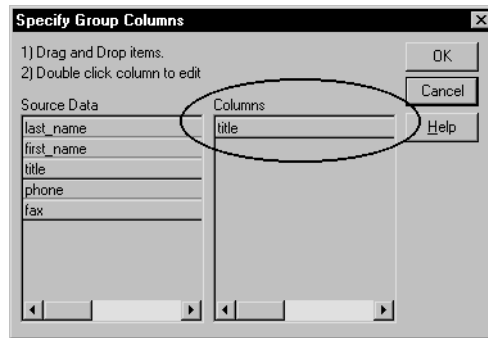 Specify Group Columns
1) Drag and Drop items.
2) Double click column to edit
OK
Cancel
Help
Source Data
last_name
first_name
title
phone
fax
Columns
title